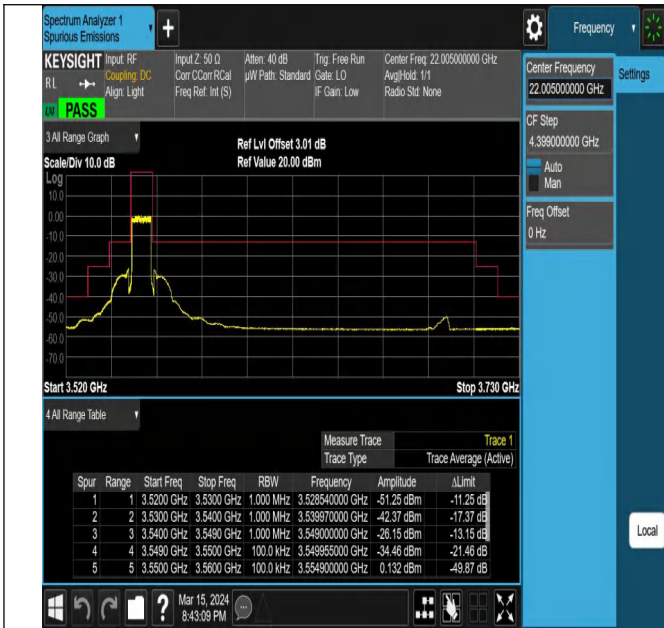 Spectrum Analyzer 1
Spurious Emissions
Frequency
KEYSIGHT Input: RF Input Z: 50 Ω Atten: 40 dB Trig: Free Run Center Freq: 22.005000000 GHz
RL Coupling: DC Corr CCorr RCal µW Path: Standard Gate: LO Avg|Hold: 1/1
Align: Light Freq Ref: Int (S) IF Gain: Low Radio Std: None
PASS
3 All Range Graph
Ref Lvl Offset 3.01 dB
Scale/Div 10.0 dB Ref Value 20.00 dBm
Log
10.0
0.00
-10.0
-20.0
-30.0
-40.0
-50.0
-60.0
-70.0
Start 3.520 GHz Stop 3.730 GHz
4 All Range Table
Measure Trace Trace 1
Trace Type Trace Average (Active)
Spur Range Start Freq Stop Freq RBW Frequency Amplitude ΔLimit
1 1 3.5200 GHz 3.5300 GHz 1.000 MHz 3.528540000 GHz -51.25 dBm -11.25 dB
2 2 3.5300 GHz 3.5400 GHz 1.000 MHz 3.539970000 GHz -42.37 dBm -17.37 dB
3 3 3.5400 GHz 3.5490 GHz 1.000 MHz 3.549000000 GHz -26.15 dBm -13.15 dB
4 4 3.5490 GHz 3.5500 GHz 100.0 kHz 3.549955000 GHz -34.46 dBm -21.46 dB
5 5 3.5500 GHz 3.5600 GHz 100.0 kHz 3.554900000 GHz 0.132 dBm -49.87 dB
Mar 15, 2024
8:43:09 PM
Center Frequency
22.005000000 GHz
Settings
CF Step
4.399000000 GHz
Auto
Man
Freq Offset
0 Hz
Local